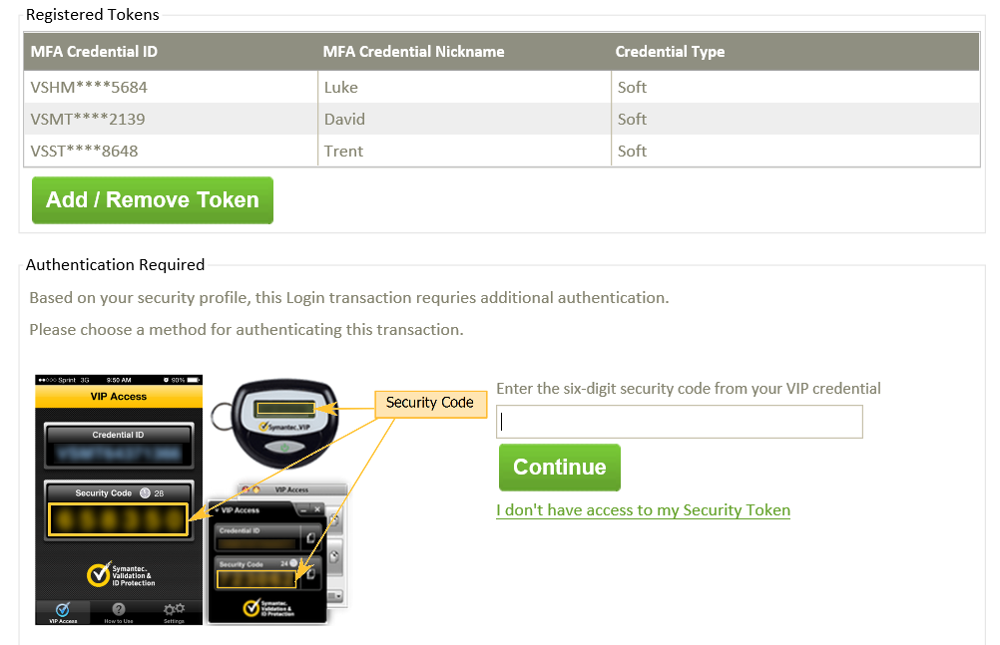 Registered Tokens
MFA Credential ID MFA Credential Nickname Credential Type
VSHM****5684 Luke Soft
VSMT****2139 David Soft
VSST****8648 Trent Soft
Add / Remove Token
Authentication Required
Based on your security profile, this Login transaction requries additional authentication.
Please choose a method for authenticating this transaction.
Sprint 3G 9:50 AM 90%
VIP Access
Credential ID
Security Code 28
Symantec.
Validation &
ID Protection
VIP Access How to Use Settings
Symantec. VIP
Security Code
VIP Access
VIP Access
Credential ID
Security Code 24
Symantec.
Validation &
ID Protection
Enter the six-digit security code from your VIP credential
Continue
I don't have access to my Security Token